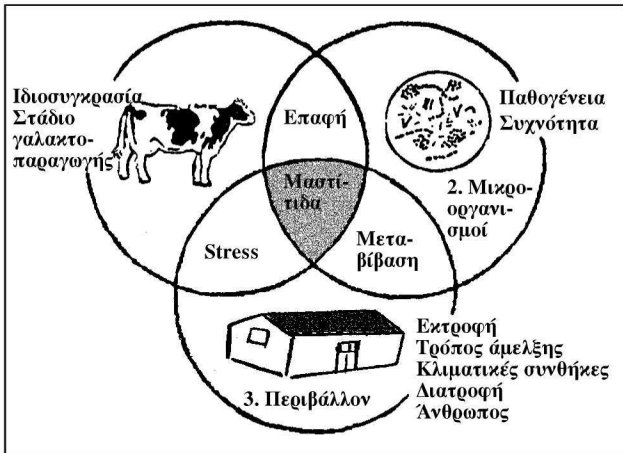 Ιδιοσυγκρασία
Στάδιο
γαλακτο-
παραγωγής
Επαφή
Παθογένεια
Συχνότητα
2. Μικρο-
οργανι-
σμοί
Μαστί-
τιδα
Stress
Μετα-
βίβαση
3. Περιβάλλον
Εκτροφή
Τρόπος άμελξης
Κλιματικές συνθήκες
Διατροφή
Άνθρωπος